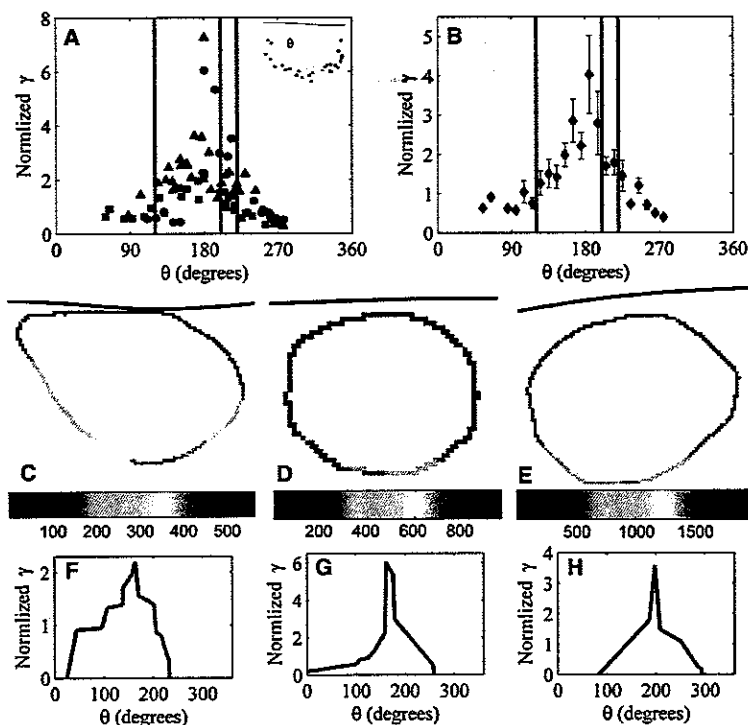 A
B
8
6
4
2
0
Normlized γ
θ
0 90 180 270 360
θ (degrees)
5
4
3
2
1
0
Normlized γ
0 90 180 270 360
θ (degrees)
C
D
E
100 200 300 400 500
200 400 600 800
500 1000 1500
F
2
1
0
Normlized γ
0 100 200 300
θ (degrees)
G
6
4
2
0
Normlized γ
0 100 200 300
θ (degrees)
H
4
3
2
1
0
Normlized γ
0 100 200 300
θ (degrees)